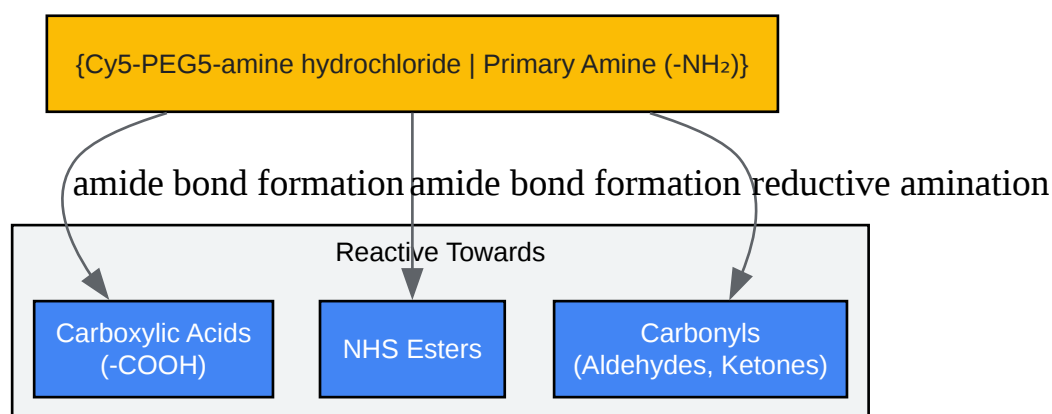 {Cy5-PEG5-amine hydrochloride | Primary Amine (-NH₂)}
amide bond formation amide bond formation reductive amination
Reactive Towards
Carboxylic Acids
(-COOH)
NHS Esters
Carbonyls
(Aldehydes, Ketones)